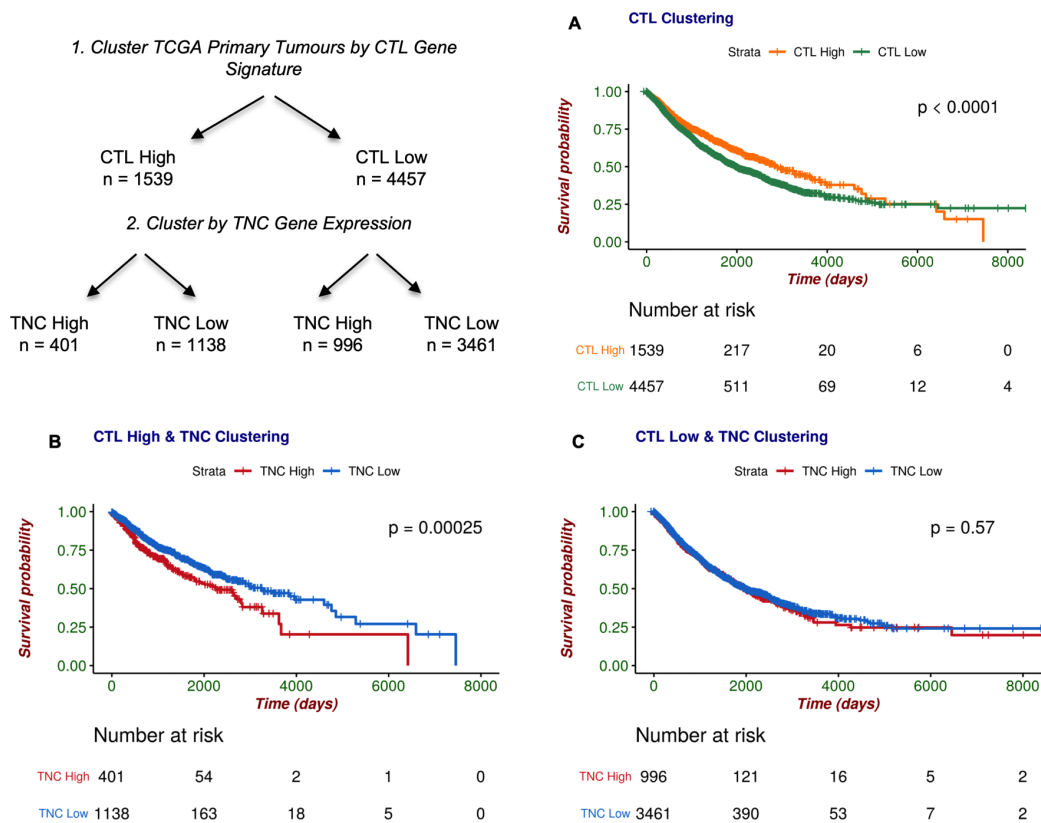 1. Cluster TCGA Primary Tumours by CTL Gene
Signature
CTL High
n = 1539
CTL Low
n = 4457
2. Cluster by TNC Gene Expression
TNC High
n = 401
TNC Low
n = 1138
TNC High
n = 996
TNC Low
n = 3461
A
CTL Clustering
Strata CTL High CTL Low
Survival probability
1.00
0.75
0.50
0.25
0.00
p < 0.0001
0 2000 4000 6000 8000
Time (days)
Number at risk
CTL High 1539 217 20 6 0
CTL Low 4457 511 69 12 4
B
CTL High & TNC Clustering
Strata TNC High TNC Low
Survival probability
1.00
0.75
0.50
0.25
0.00
p = 0.00025
0 2000 4000 6000 8000
Time (days)
Number at risk
TNC High 401 54 2 1 0
TNC Low 1138 163 18 5 0
C
CTL Low & TNC Clustering
Strata TNC High TNC Low
Survival probability
1.00
0.75
0.50
0.25
0.00
p = 0.57
0 2000 4000 6000 8000
Time (days)
Number at risk
TNC High 996 121 16 5 2
TNC Low 3461 390 53 7 2